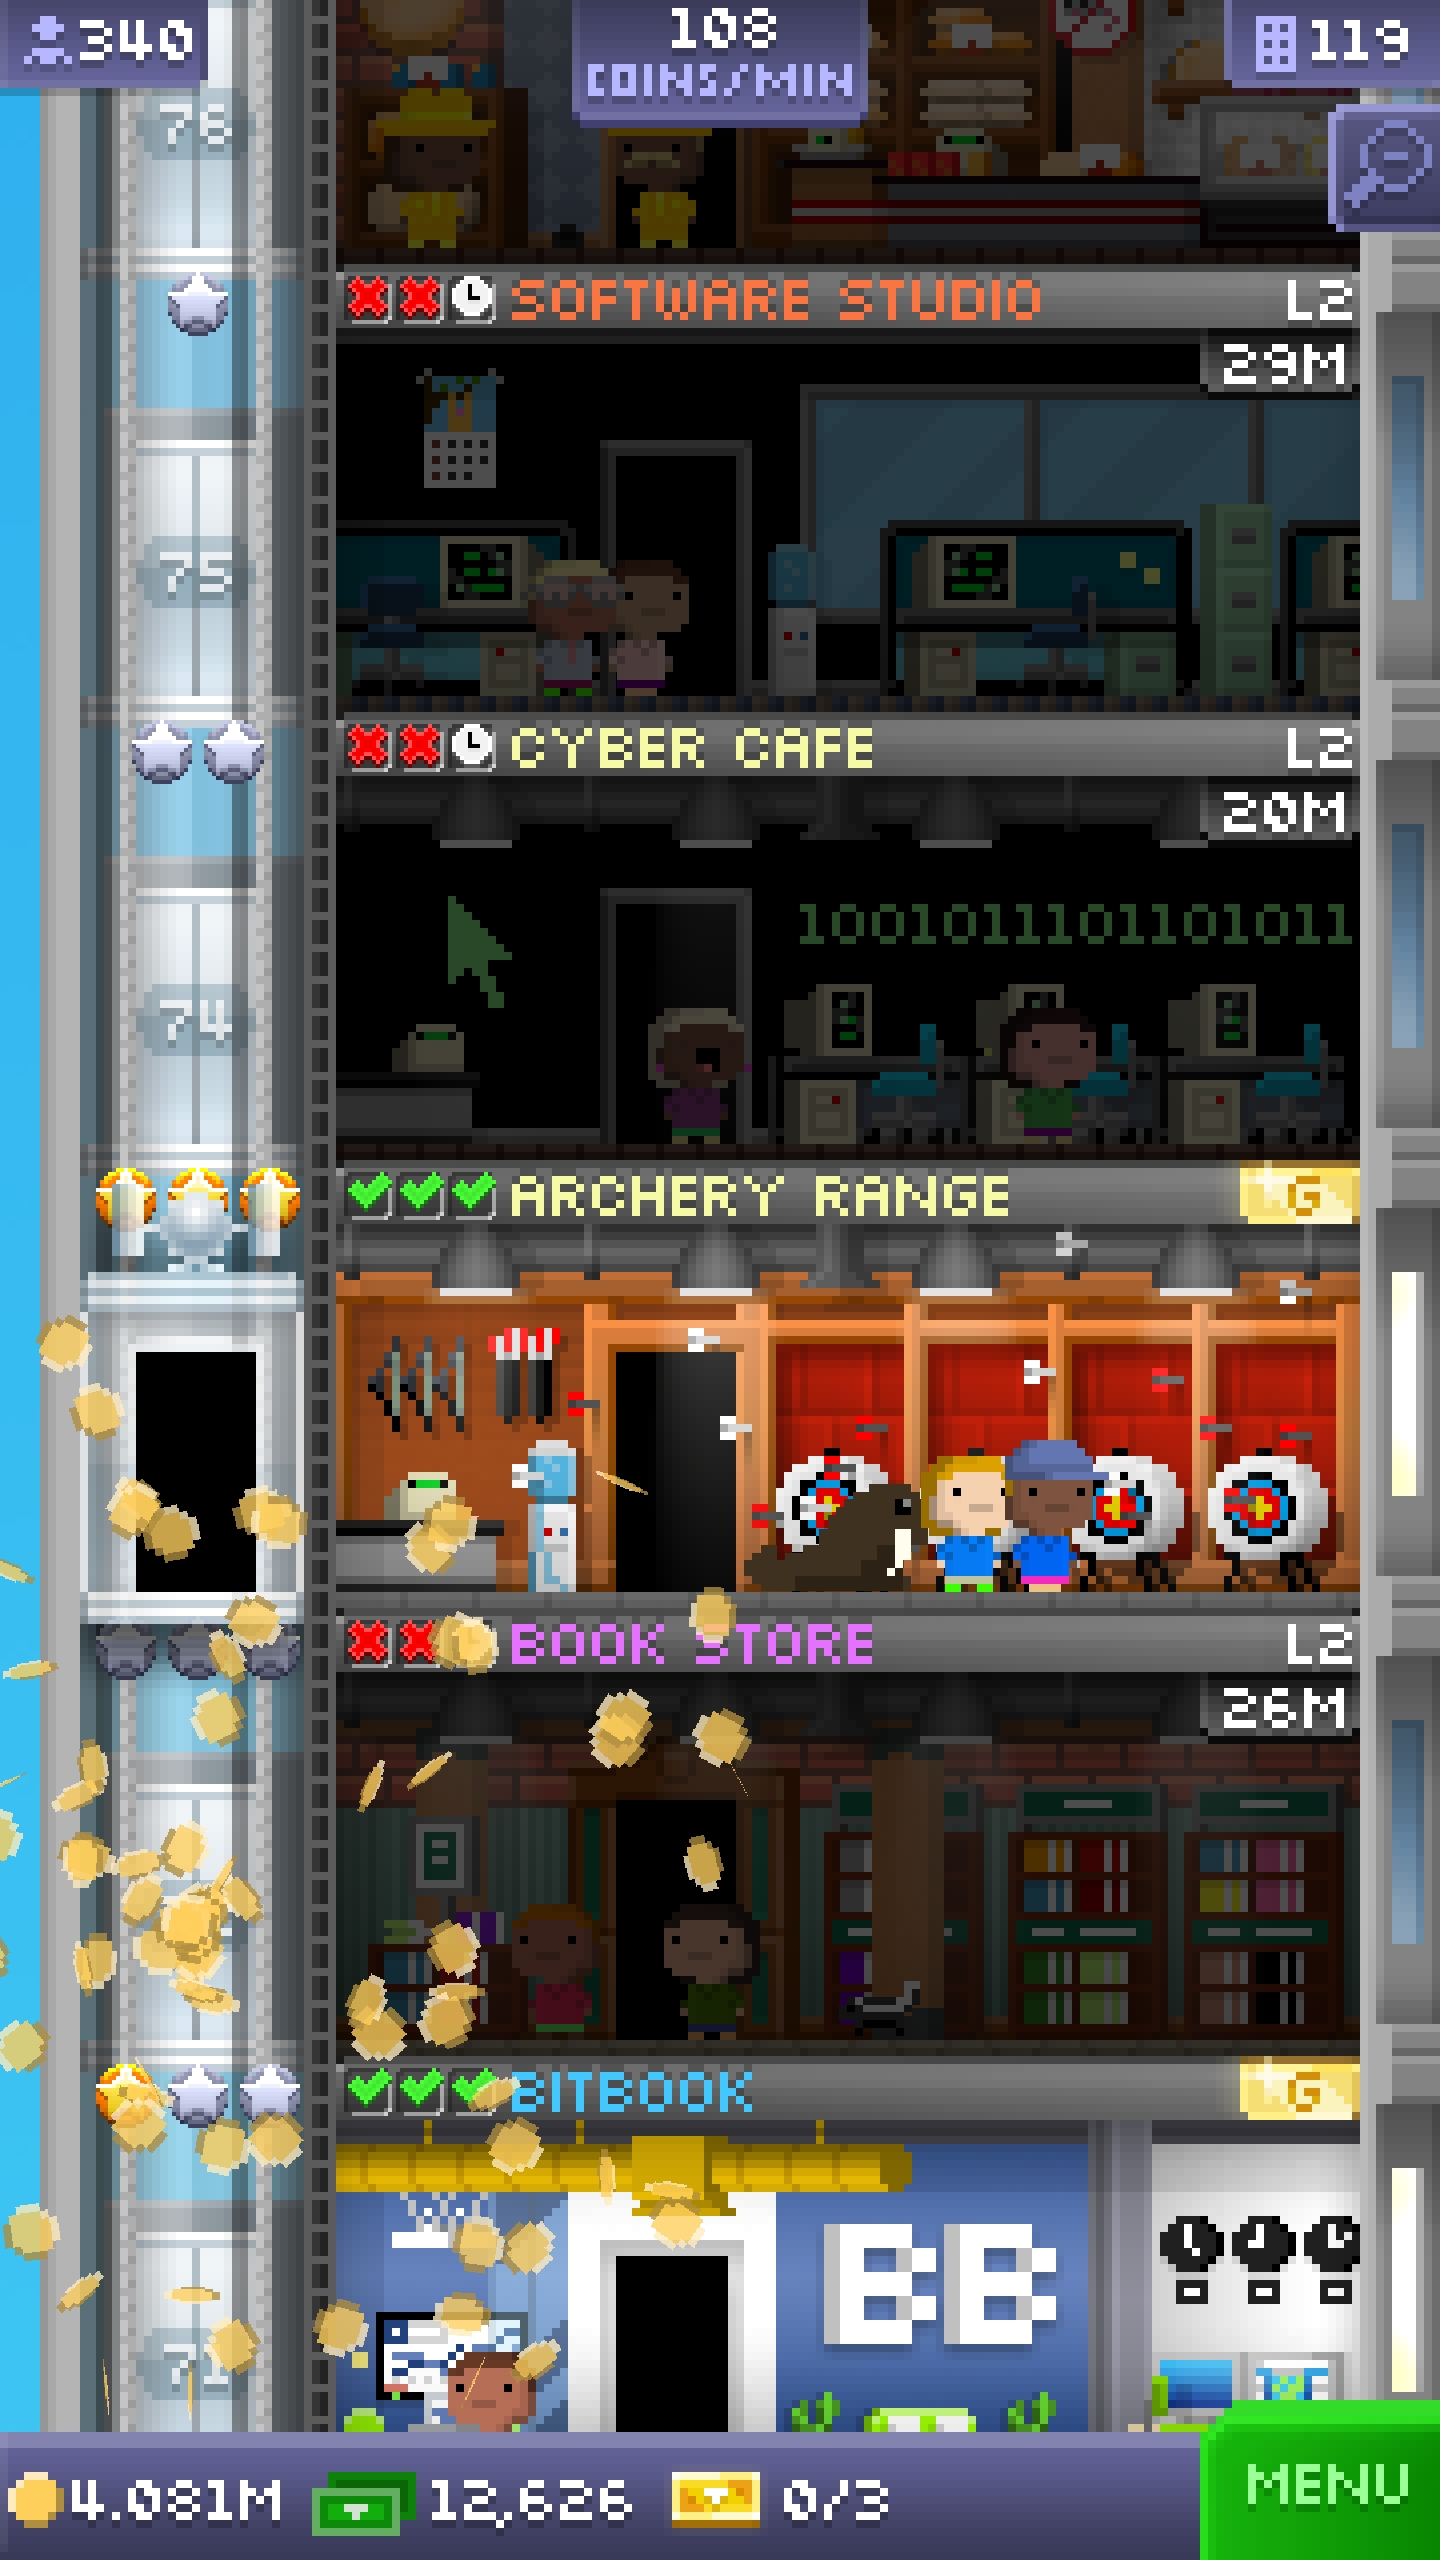 340
108
COINS/MIN
119
76
SOFTWARE STUDIO
L2
29M
75
CYBER CAFE
L2
20M
1001011101101011
74
ARCHERY RANGE
G
BOOK STORE
L2
26M
B
BITBOOK
G
BB
71
4.081M
12,626
0/3
MENU